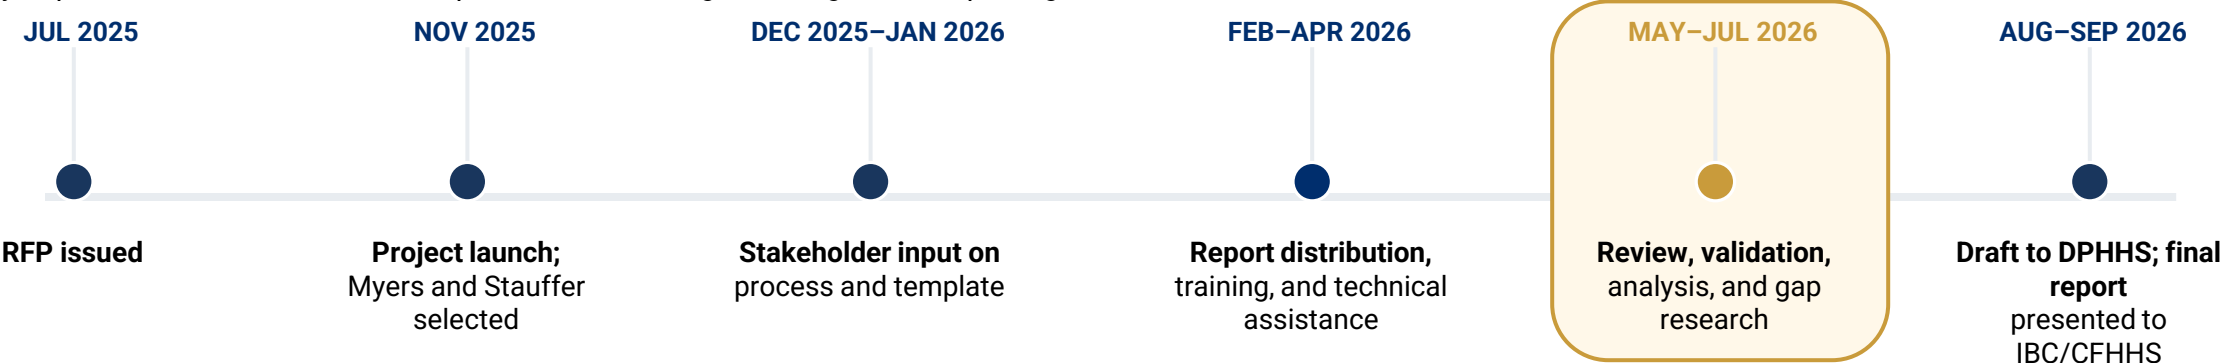 JUL 2025
RFP issued
NOV 2025
Project launch;
Myers and Stauffer
selected
DEC 2025–JAN 2026
Stakeholder input on
process and template
FEB–APR 2026
Report distribution,
training, and technical
assistance
MAY–JUL 2026
Review, validation,
analysis, and gap
research
AUG–SEP 2026
Draft to DPHHS; final
report
presented to
IBC/CFHHS